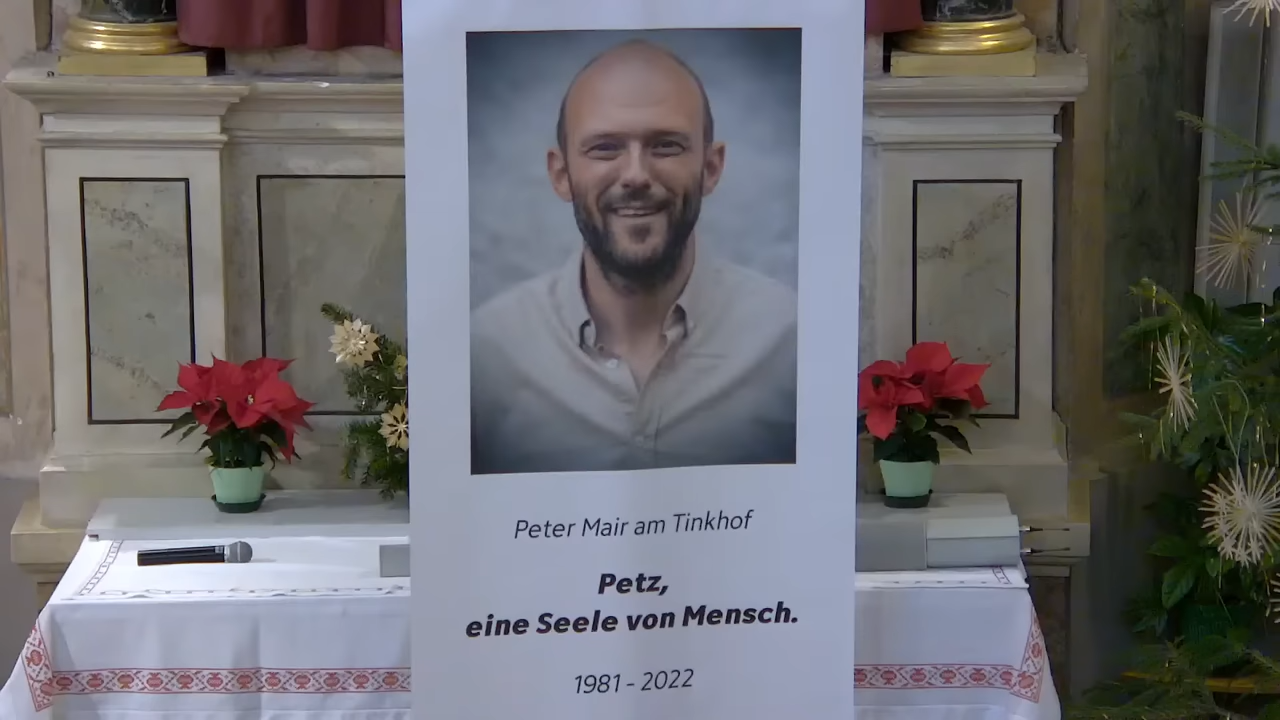 Peter Mair am Tinkhof
Petz,
eine Seele von Mensch.
1981 - 2022